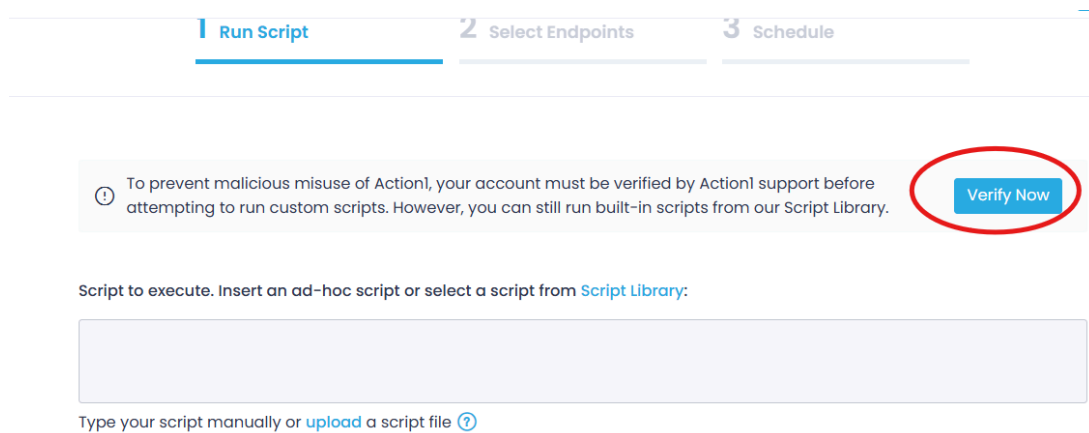 1 Run Script 2 Select Endpoints 3 Schedule
To prevent malicious misuse of Action1, your account must be verified by Action1 support before
attempting to run custom scripts. However, you can still run built-in scripts from our Script Library.
Verify Now
Script to execute. Insert an ad-hoc script or select a script from Script Library:
Type your script manually or upload a script file ?